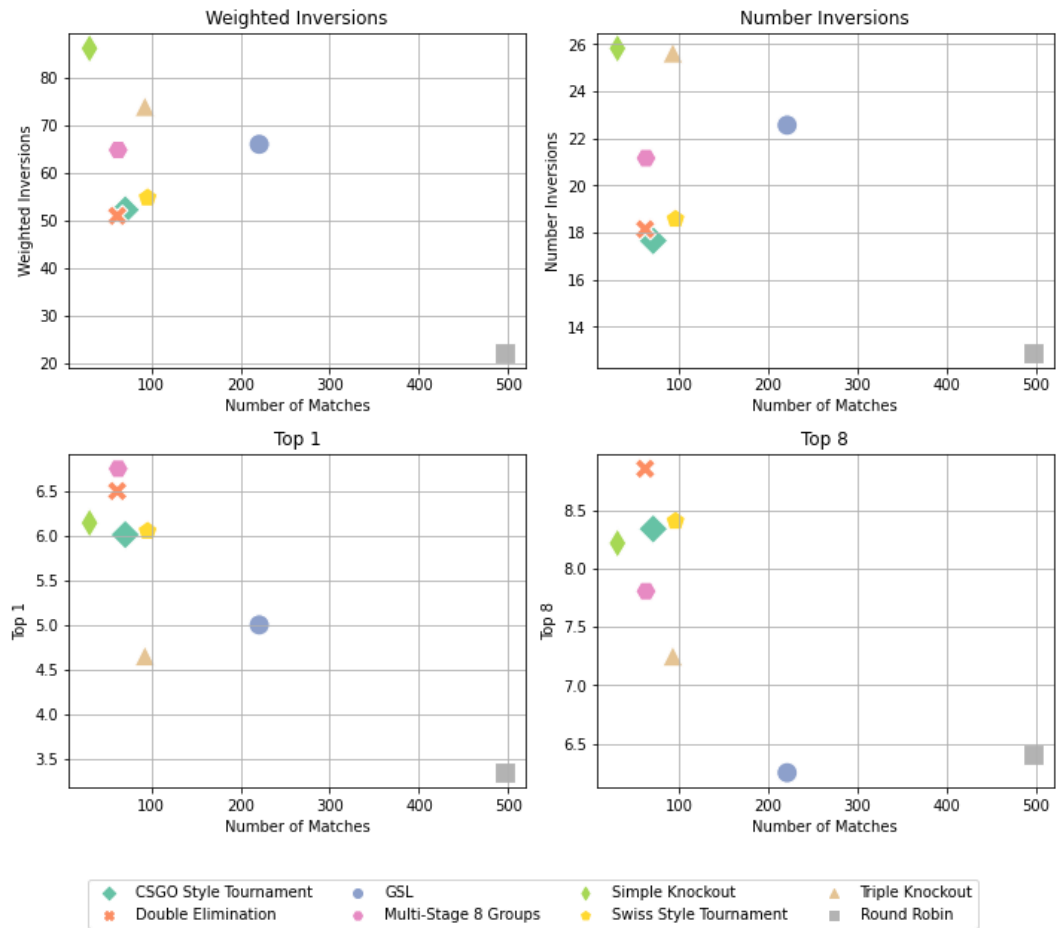 Weighted Inversions
Number Inversions
Weighted Inversions
80
70
60
50
40
30
20
100
200
300
400
500
Number of Matches
Number Inversions
26
24
22
20
18
16
14
100
200
300
400
500
Number of Matches
Top 1
Top 8
Top 1
6.5
6.0
5.5
5.0
4.5
4.0
3.5
100
200
300
400
500
Number of Matches
Top 8
8.5
8.0
7.5
7.0
6.5
100
200
300
400
500
Number of Matches
CSGO Style Tournament
GSL
Simple Knockout
Triple Knockout
Double Elimination
Multi-Stage 8 Groups
Swiss Style Tournament
Round Robin